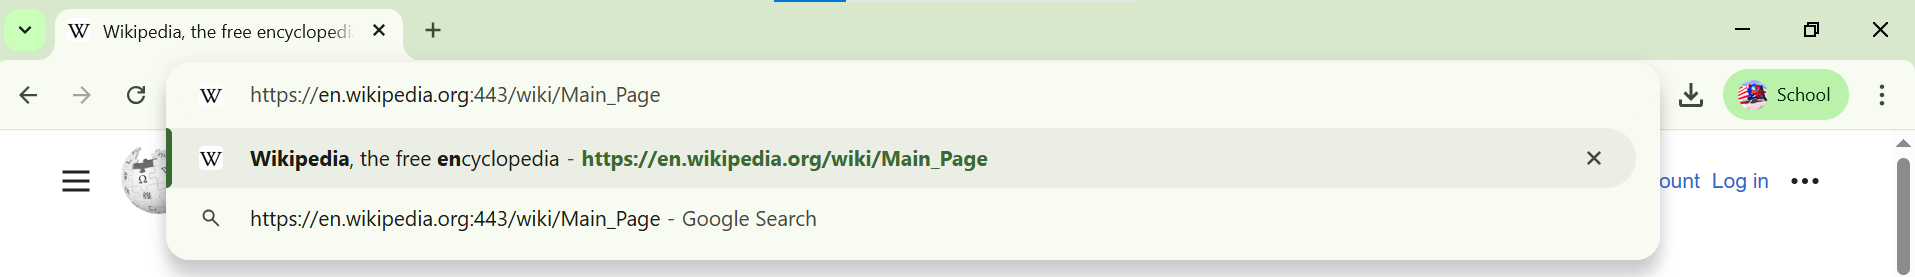 Wikipedia, the free encyclopedi
School
https://en.wikipedia.org:443/wiki/Main_Page
Wikipedia, the free encyclopedia - https://en.wikipedia.org/wiki/Main_Page
ount Log in
https://en.wikipedia.org:443/wiki/Main_Page - Google Search